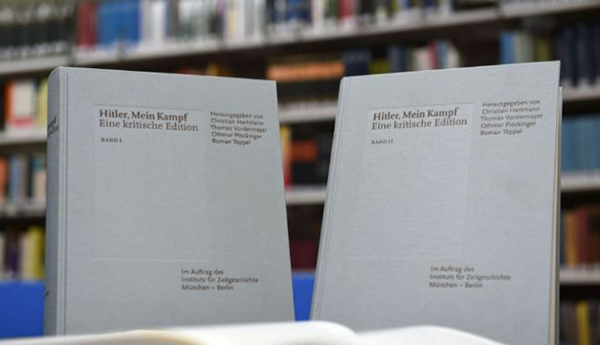 Hitler, Mein Kampf
Eine kritische Edition
BAND I
Herausgegeben von
Christian Hartmann
Thomas Vordermayer
Othmar Plöckinger
Roman Töppel
Im Auftrag des
Instituts für Zeitgeschichte
München – Berlin
Hitler, Mein Kampf
Eine kritische Edition
BAND II
Herausgegeben von
Christian Hartmann
Thomas Vordermayer
Othmar Plöckinger
Roman Töppel
Im Auftrag des
Instituts für Zeitgeschichte
München – Berlin